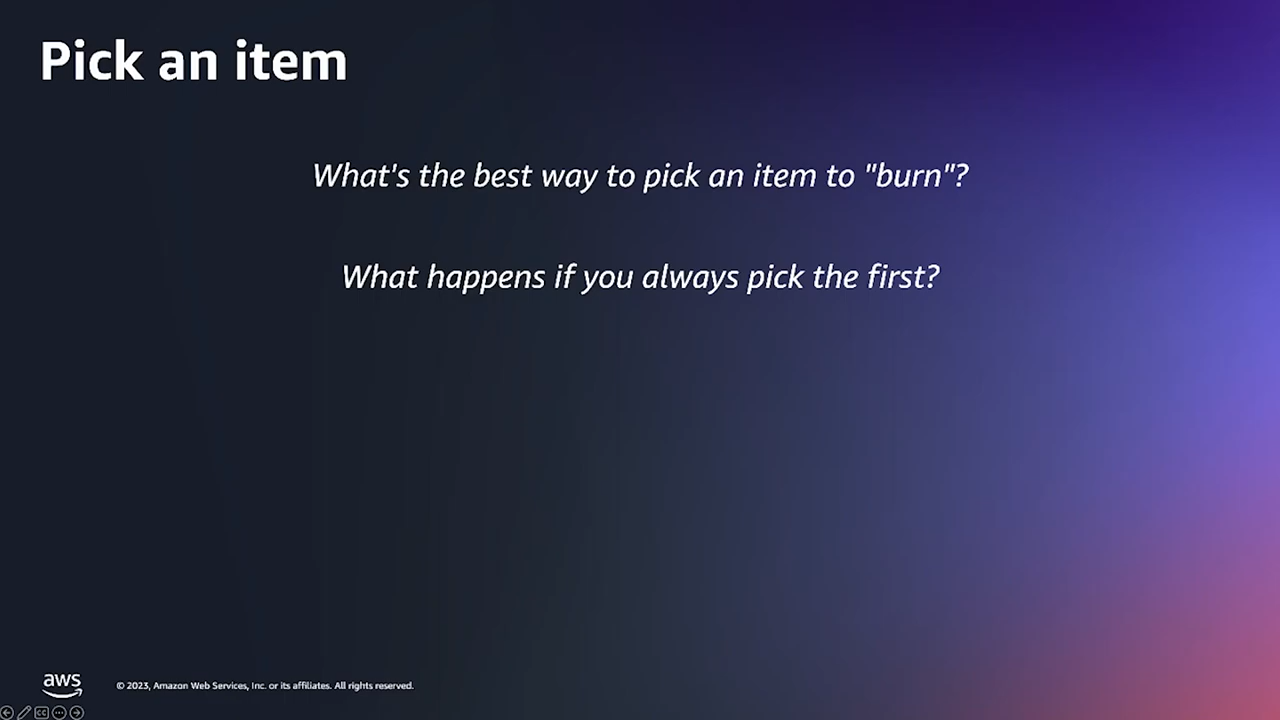 Pick an item
What's the best way to pick an item to "burn"?
What happens if you always pick the first?
aws
© 2023, Amazon Web Services, Inc. or its affiliates. All rights reserved.
CC